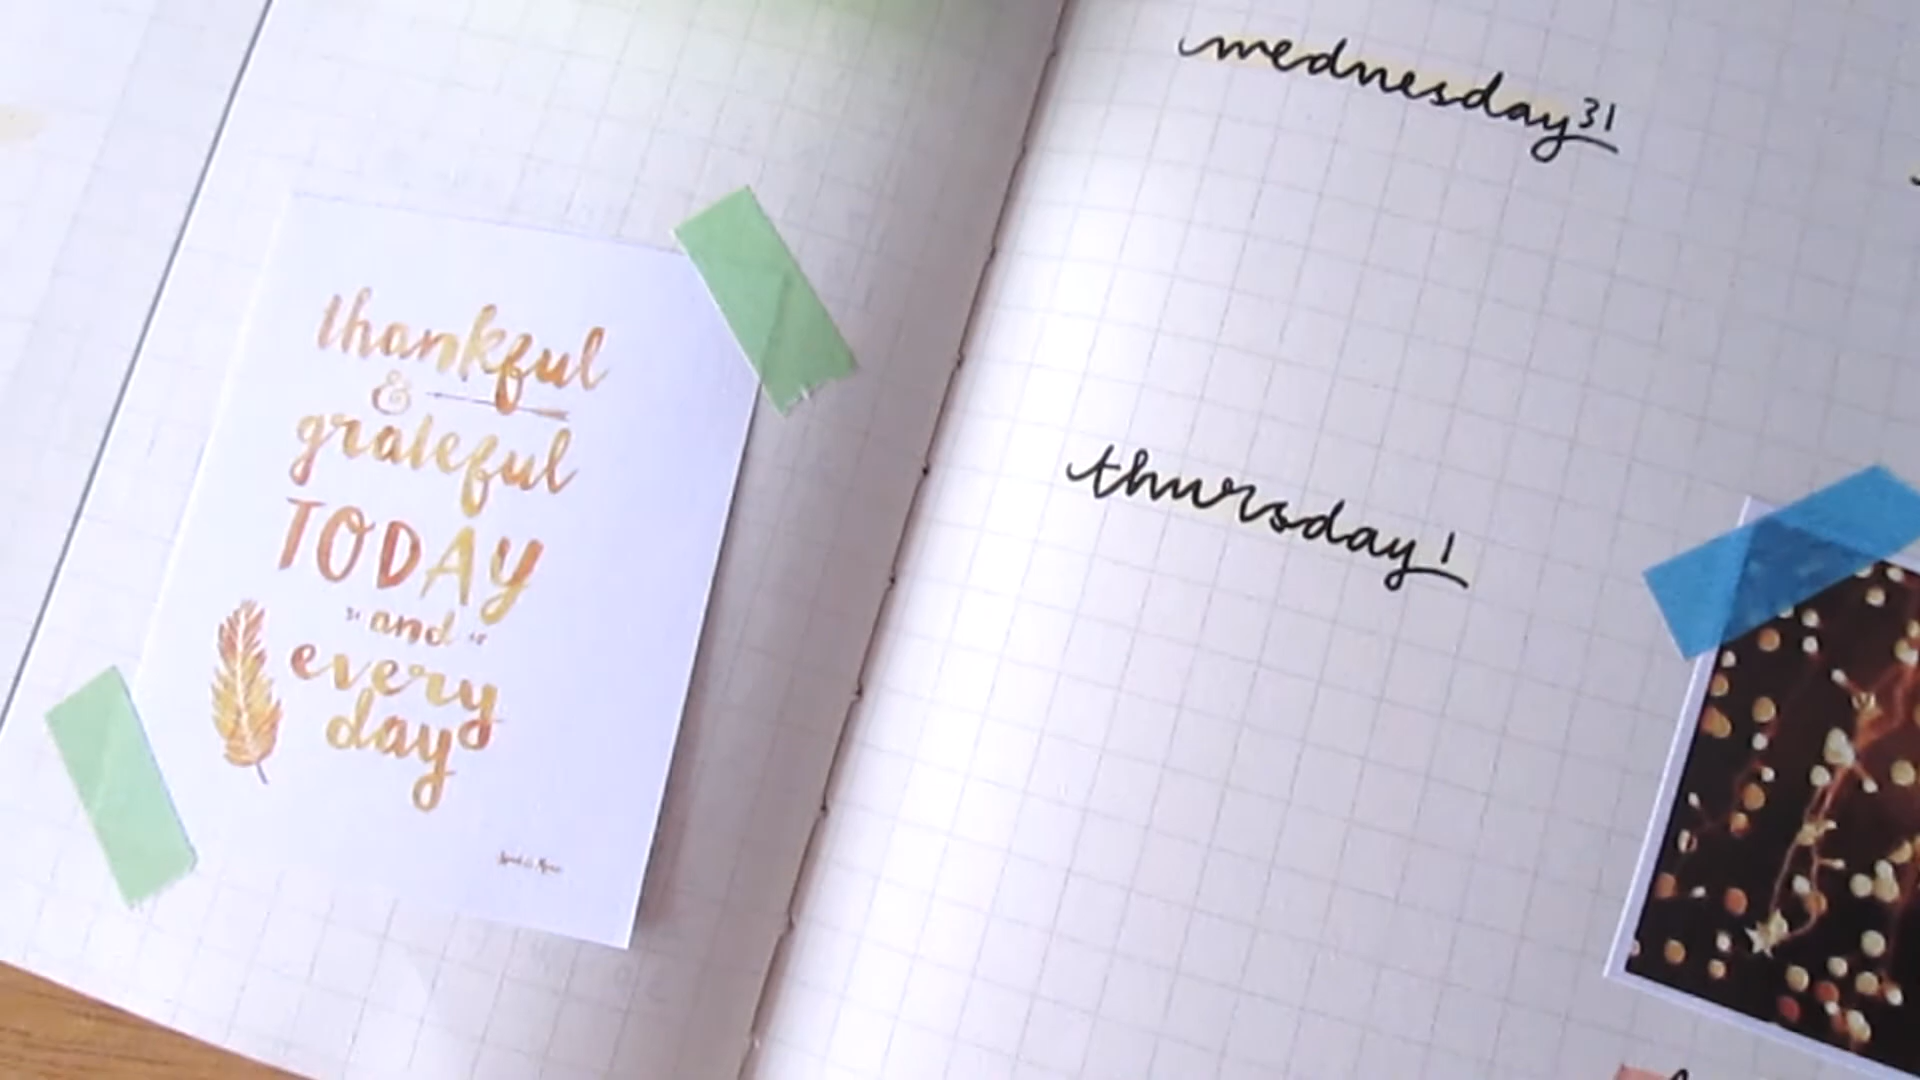 thankful
&
grateful
TODAY
and
every
day
wednesday 31
thursday 1